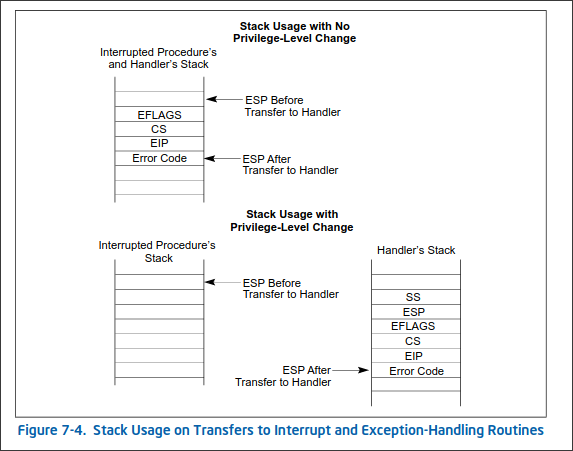 Stack Usage with No
Privilege-Level Change
Interrupted Procedure's
and Handler's Stack
ESP Before
Transfer to Handler
EFLAGS
CS
EIP
Error Code
ESP After
Transfer to Handler
Stack Usage with
Privilege-Level Change
Interrupted Procedure's
Stack
Handler's Stack
ESP Before
Transfer to Handler
SS
ESP
EFLAGS
CS
EIP
ESP After
Transfer to Handler
Error Code
Figure 7-4. Stack Usage on Transfers to Interrupt and Exception-Handling Routines